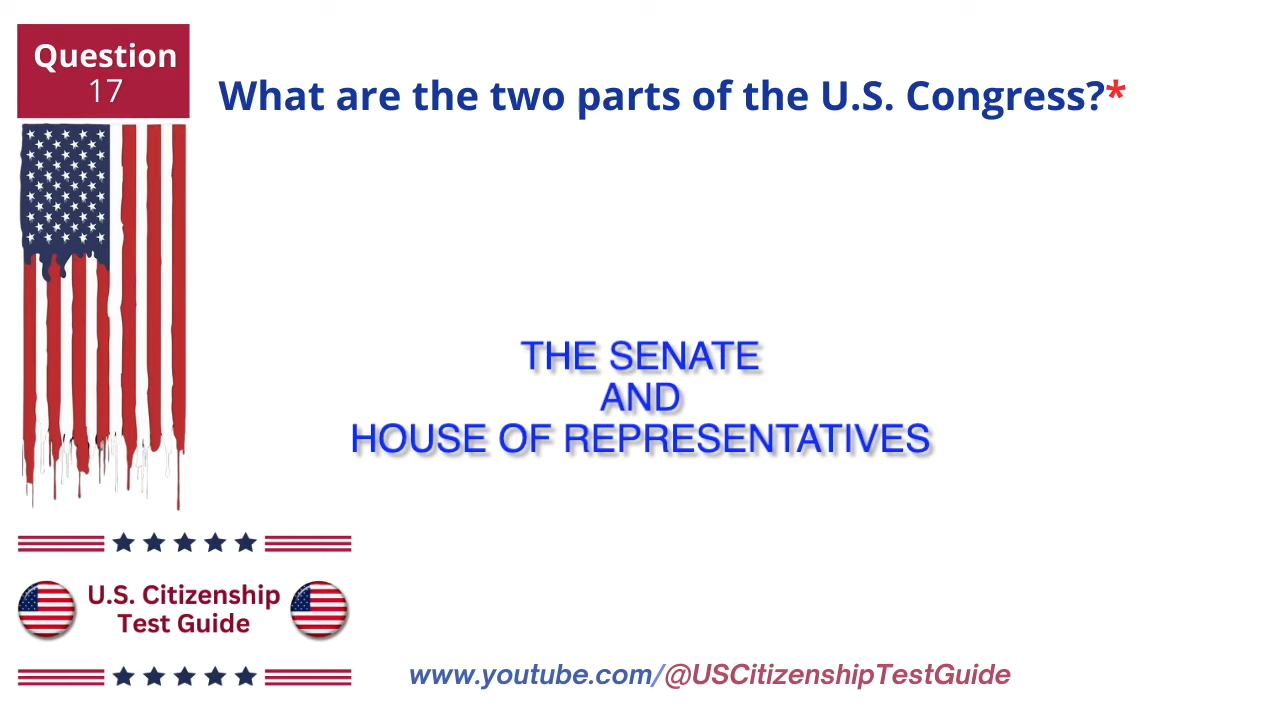 Question
17
What are the two parts of the U.S. Congress?*
THE SENATE
AND
HOUSE OF REPRESENTATIVES
U.S. Citizenship
Test Guide
www.youtube.com/@USCitizenshipTestGuide